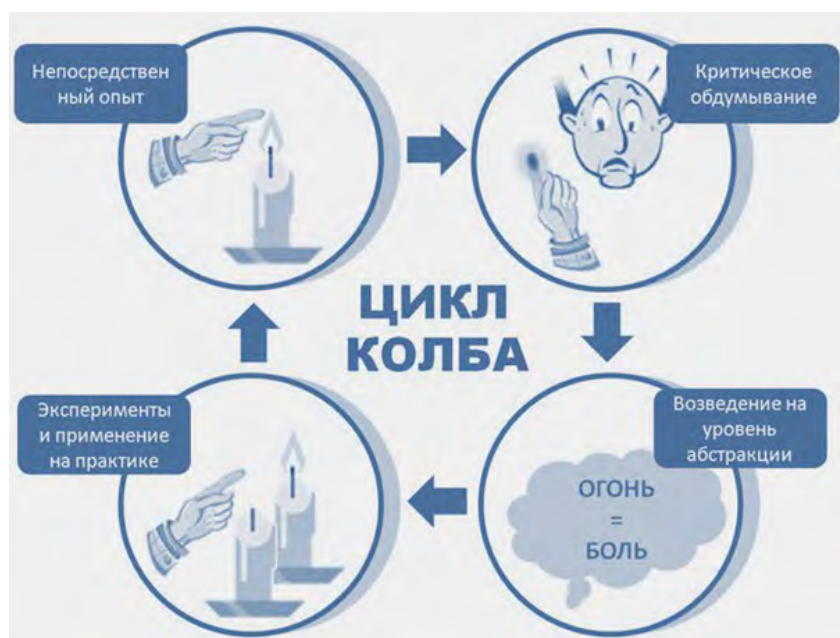 Непосредствен
ный опыт
Критическое
обдумывание
ЦИКЛ
КОЛБА
Эксперименты
и применение
на практике
Возведение на
уровень
абстракции
ОГОНЬ
=
БОЛЬ